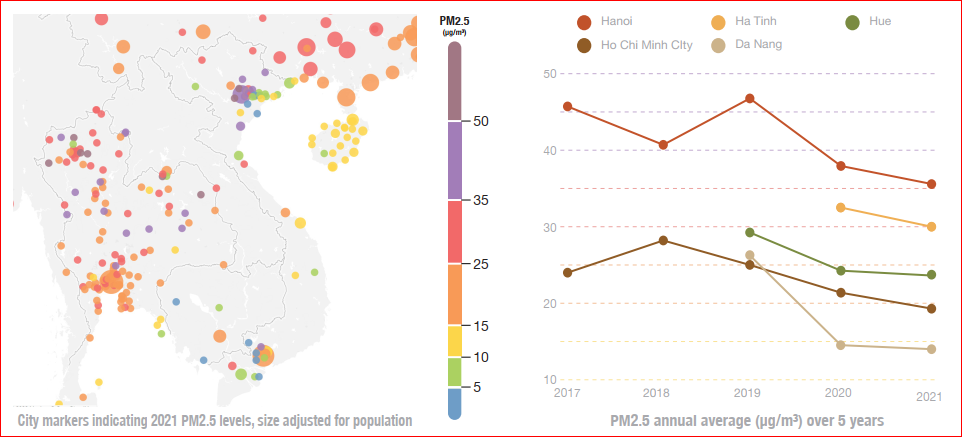 PM2.5
(µg/m³)
50
35
25
15
10
5
City markers indicating 2021 PM2.5 levels, size adjusted for population
Hanoi
Ha Tinh
Hue
Ho Chi Minh CIty
Da Nang
50
40
30
20
10
2017
2018
2019
2020
2021
PM2.5 annual average (µg/m³) over 5 years